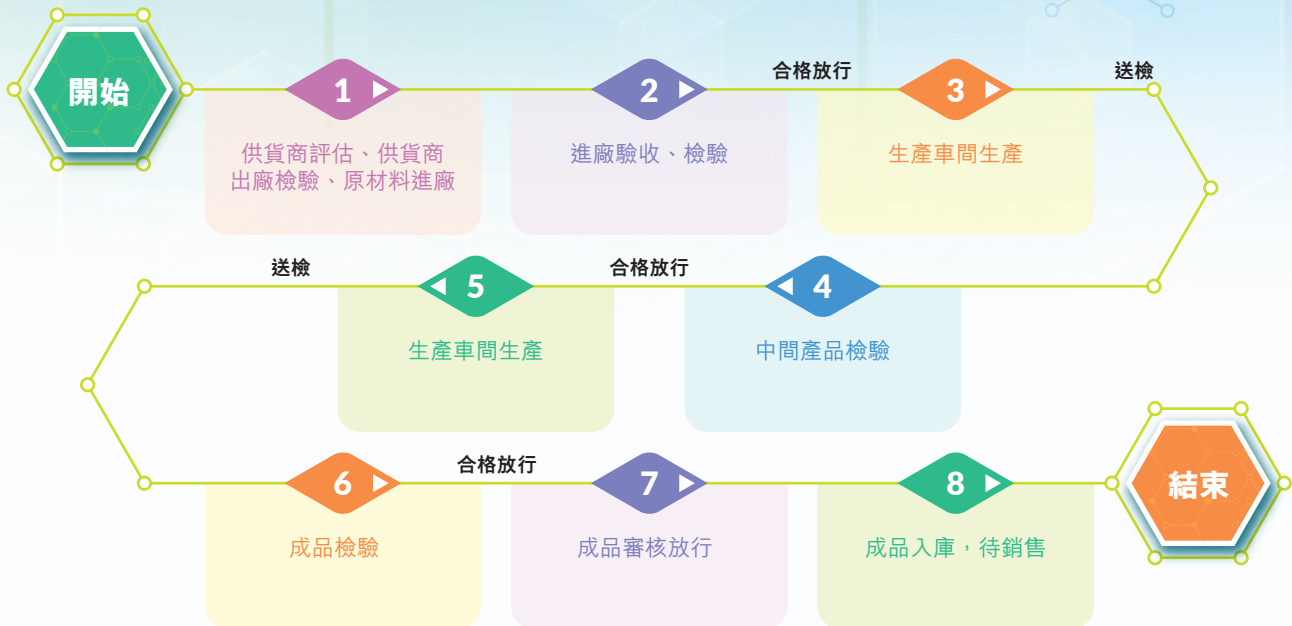 開始
1
2
合格放行
3
送檢
供貨商評估、供貨商
出廠檢驗、原材料進廠
進廠驗收、檢驗
生產車間生產
4
合格放行
5
送檢
中間產品檢驗
生產車間生產
6
合格放行
7
8
結束
成品檢驗
成品審核放行
成品入庫，待銷售